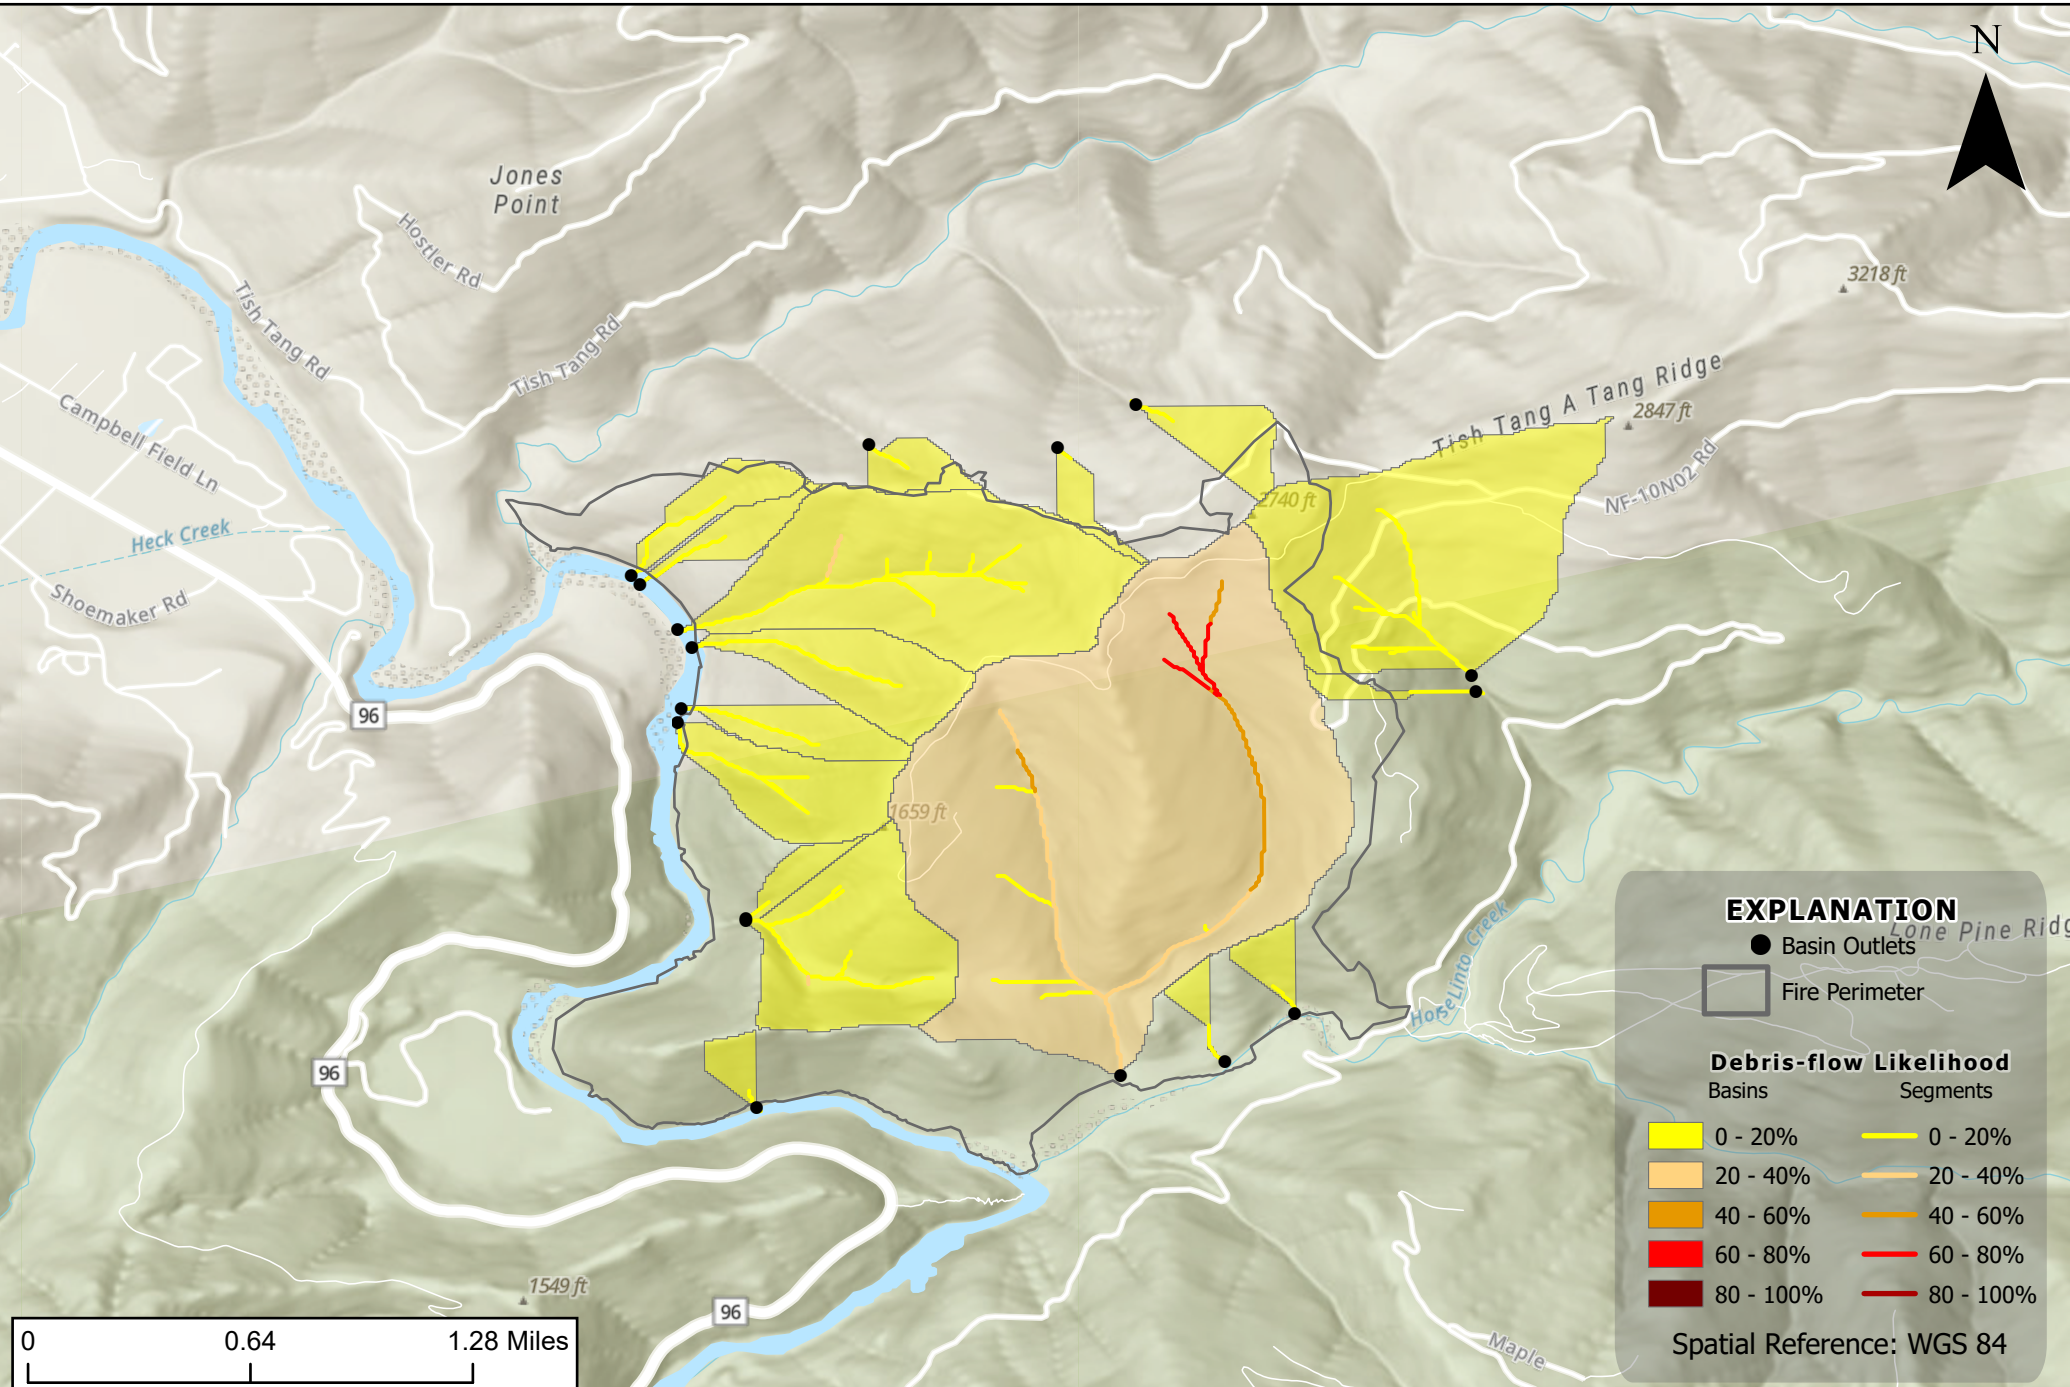 N
Jones
Point
Hostler Rd
3218 ft
Tish Tang Rd
Tish Tang Rd
Tish Tang A Tang Ridge
2847 ft
Campbell Field Ln
NF-10N02 Rd
2740 ft
Heck Creek
Shoemaker Rd
96
1659 ft
HorseLinto Creek
Lone Pine Ridg
96
1549 ft
96
Maple
EXPLANATION
Basin Outlets
Fire Perimeter
Debris-flow Likelihood
Basins Segments
0 - 20% 0 - 20%
20 - 40% 20 - 40%
40 - 60% 40 - 60%
60 - 80% 60 - 80%
80 - 100% 80 - 100%
Spatial Reference: WGS 84
0 0.64 1.28 Miles